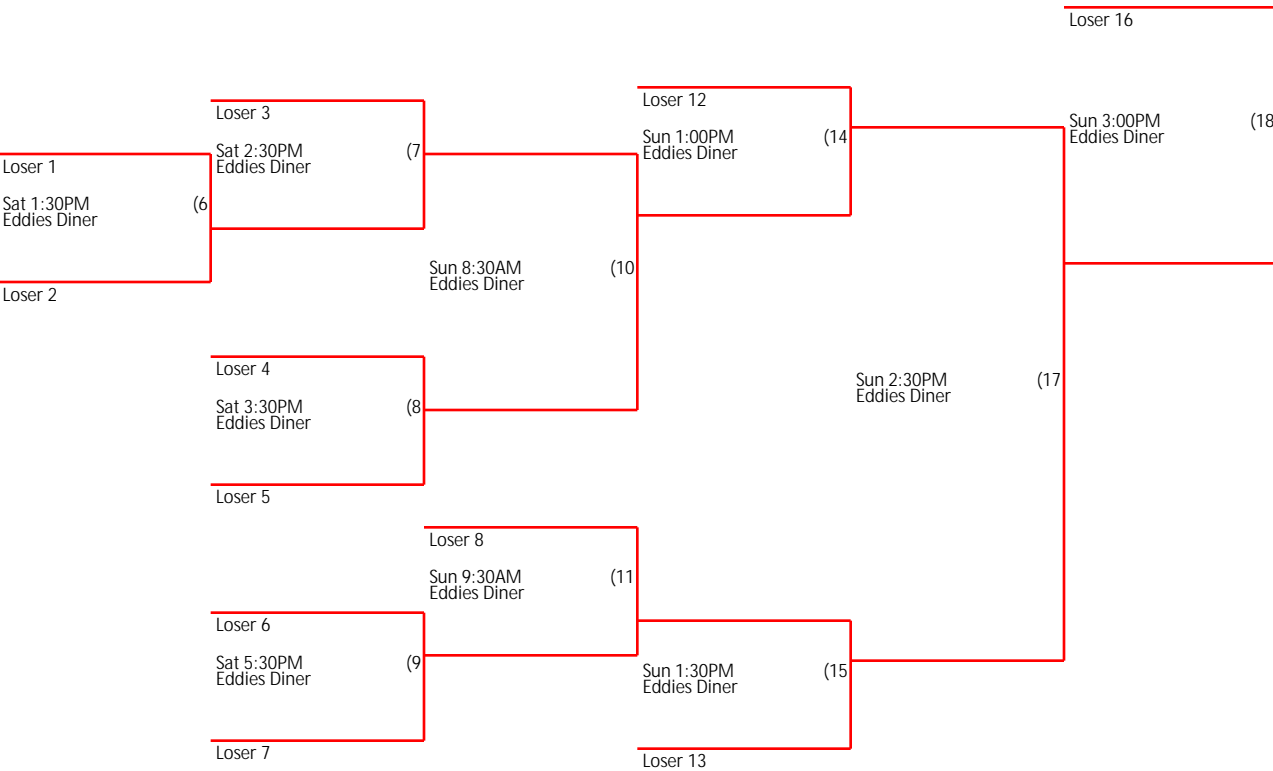 Loser 16
Loser 12
Loser 3
Sun 3:00PM (18
Eddies Diner
Sun 1:00PM (14
Eddies Diner
Sat 2:30PM (7
Eddies Diner
Loser 1
Sat 1:30PM (6
Eddies Diner
Sun 8:30AM (10
Eddies Diner
Loser 2
Loser 4
Sun 2:30PM (17
Eddies Diner
Sat 3:30PM (8
Eddies Diner
Loser 5
Loser 8
Sun 9:30AM (11
Eddies Diner
Loser 6
Sat 5:30PM (9
Eddies Diner
Sun 1:30PM (15
Eddies Diner
Loser 7
Loser 13